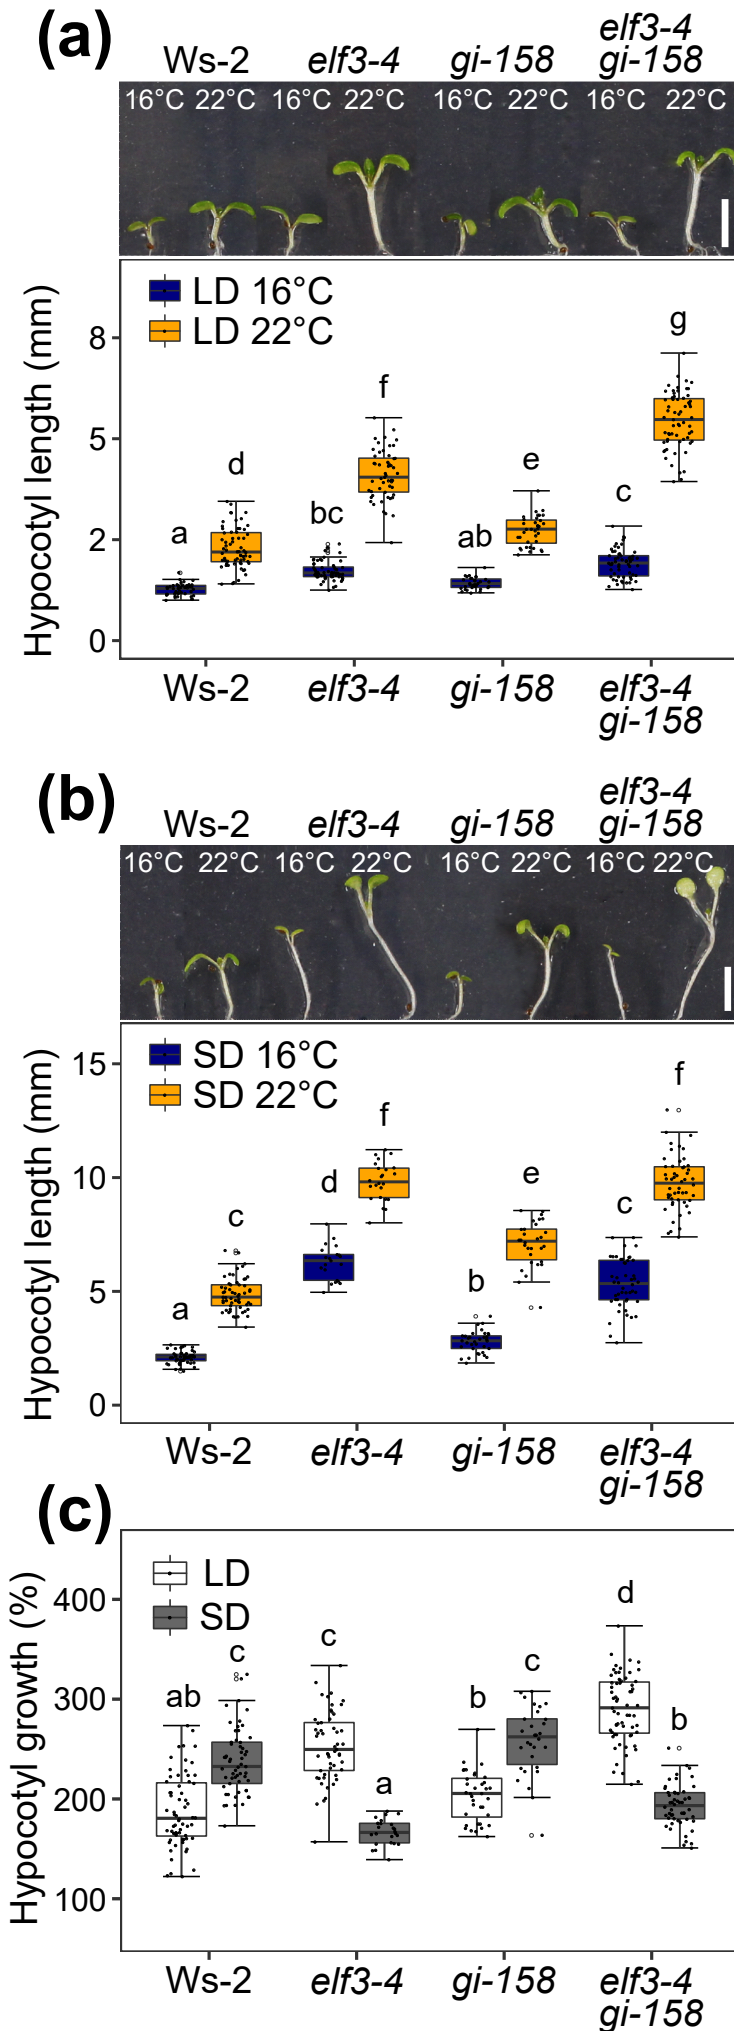 (a)
Ws-2 elf3-4 gi-158 elf3-4
gi-158
16°C 22°C 16°C 22°C 16°C 22°C 16°C 22°C
Hypocotyl length (mm)
LD 16°C
LD 22°C
8
5
2
0
a d bc f ab e c g
Ws-2 elf3-4 gi-158 elf3-4
gi-158
(b)
Ws-2 elf3-4 gi-158 elf3-4
gi-158
16°C 22°C 16°C 22°C 16°C 22°C 16°C 22°C
Hypocotyl length (mm)
SD 16°C
SD 22°C
15
10
5
0
a c d f b e c f
Ws-2 elf3-4 gi-158 elf3-4
gi-158
(c)
Hypocotyl growth (%)
LD
SD
400
300
200
100
ab c c a b c d b
Ws-2 elf3-4 gi-158 elf3-4
gi-158